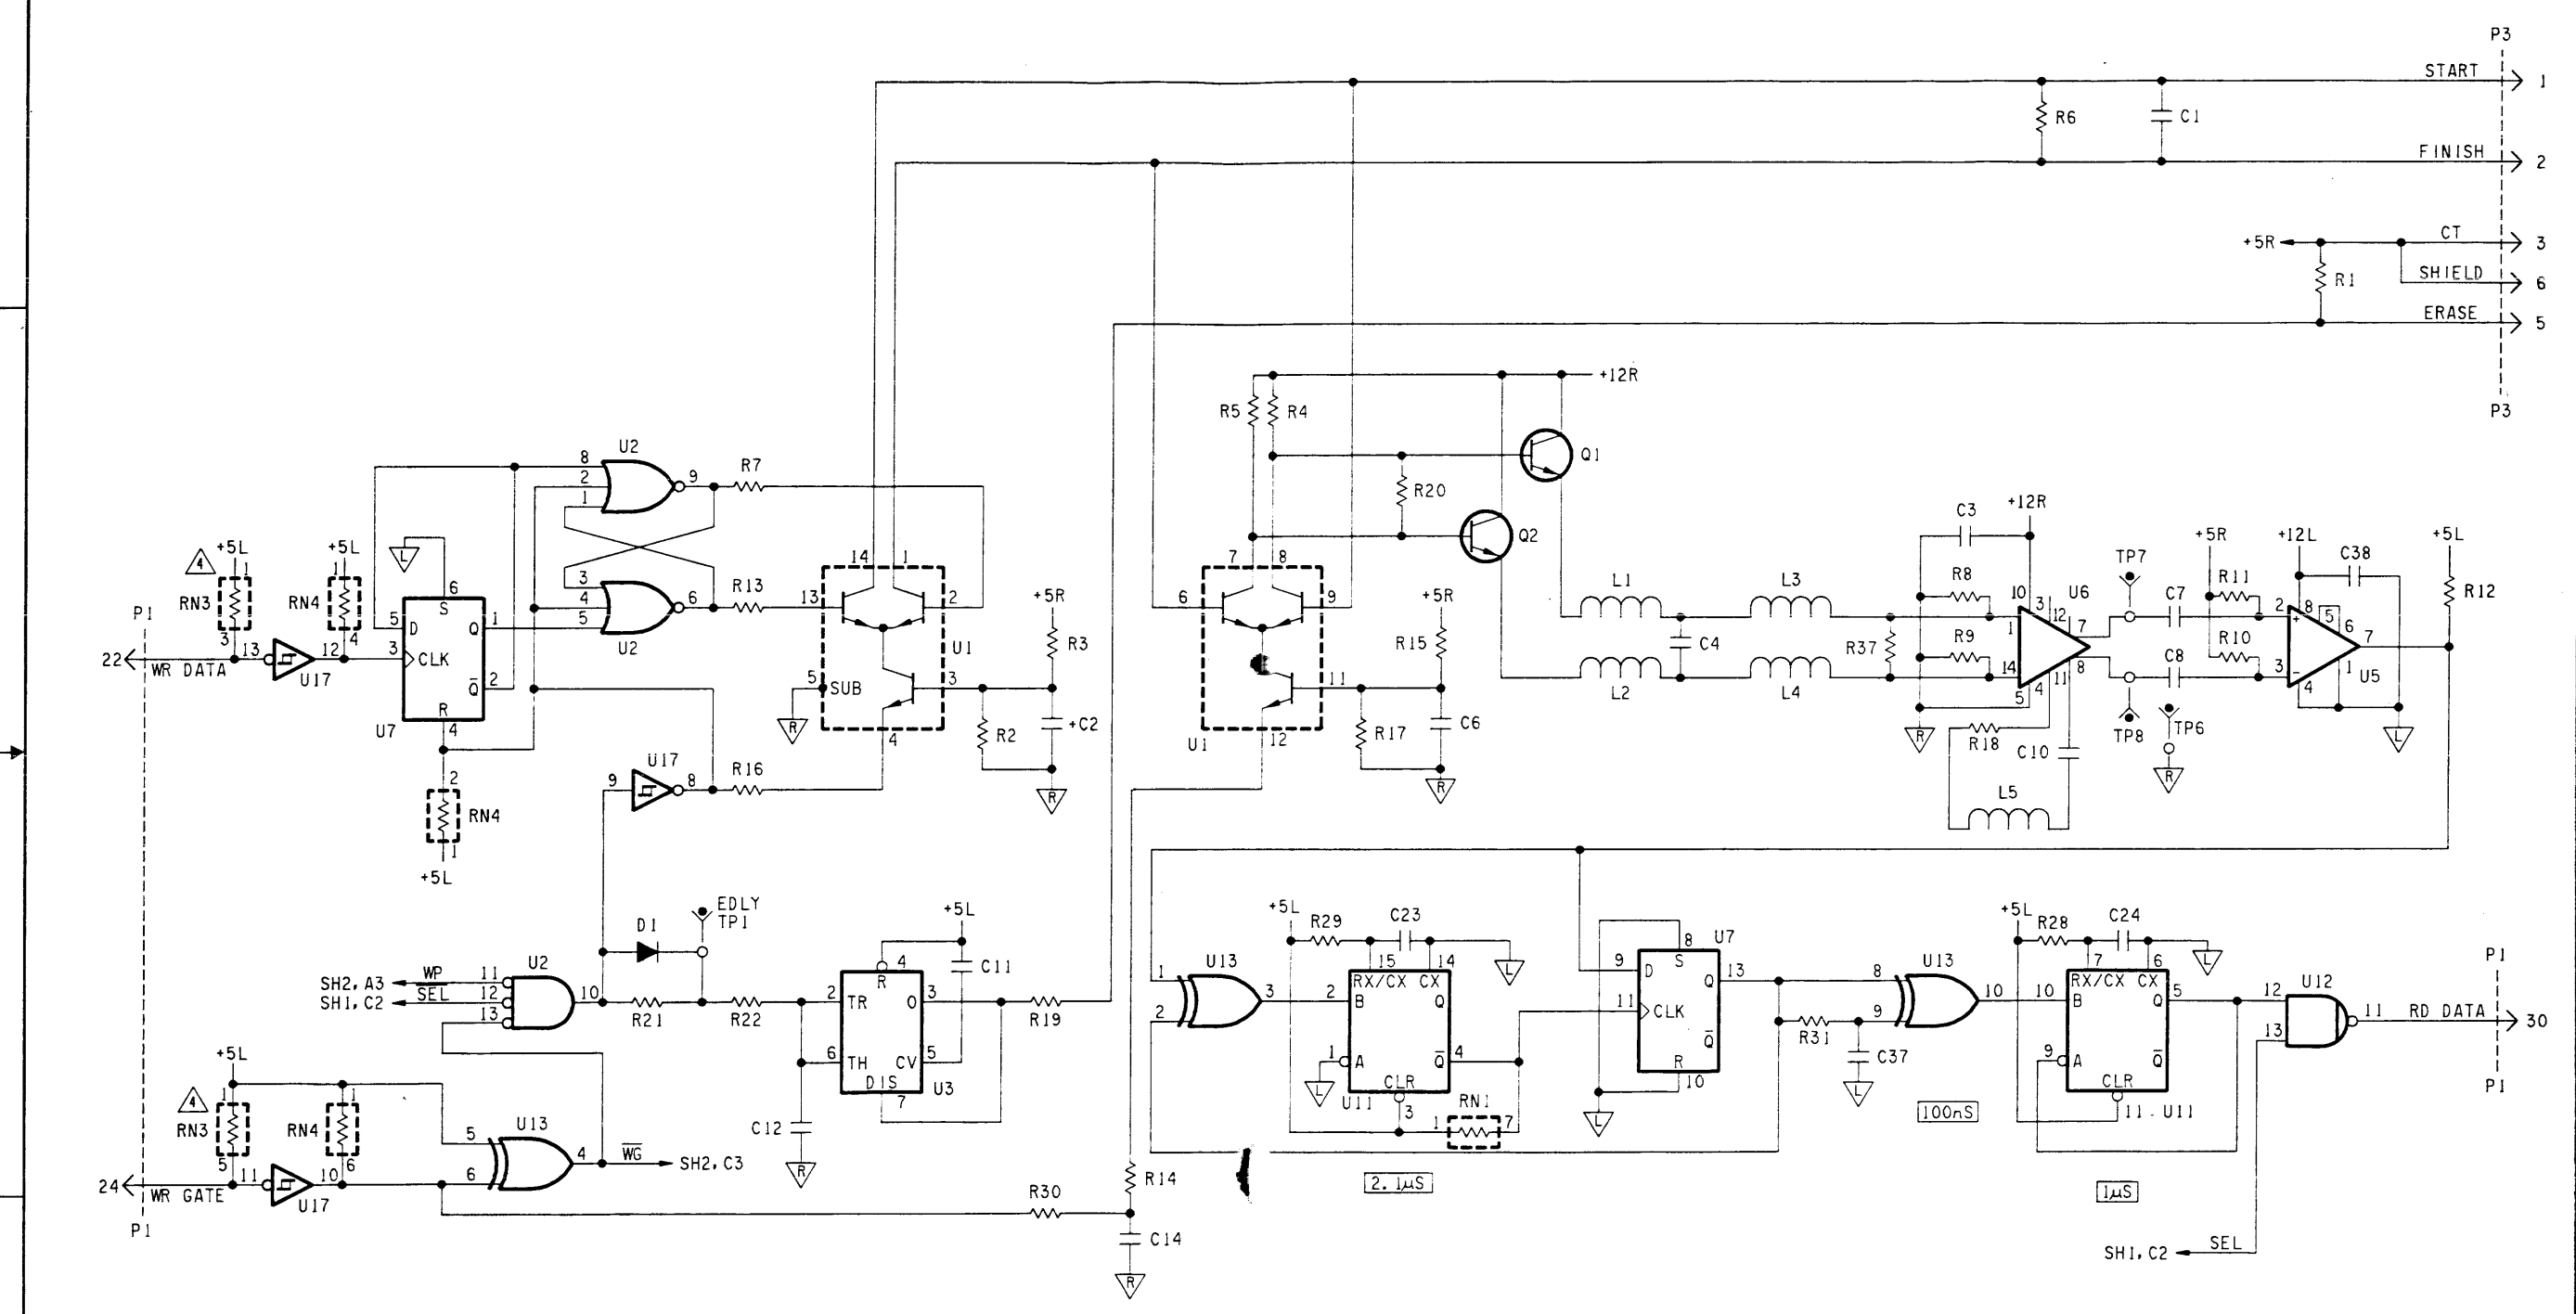 P3
START 1
R6 C1
FINISH 2
+5R CT 3
R1 SHIELD 6
ERASE 5
P3
+12R
R5 R4
Q1
R20
Q2
U2
8 2 1 9 R7
+5L +5L
4
RN3 1 3
RN4 1 4
L
P1
22 WR DATA 13 U17 12
5 D S 6 Q 1
3 CLK
Q̅ 2
R 4
U7
3 4 5 6 R13
U2
14 1
13 2
U1
5 SUB 3
4
R
+5R
R3
R2 +C2
R
2 RN4 1
+5L
9 U17 8 R16
7 8
6 9
11
U1 12
+5R
R15
R17 C6
R
L1 L3
C4
L2 L4
R37
C3 +12R
R8
R9
10 3 12 U6
1 7
14 8
5 4 11
R
R18 C10
L5
TP7
C7
C8
TP8 TP6
R
+5R
R11
R10
+12L
C38
2 + 8 5 6
7
3 - 4 1 U5
L
+5L
R12
EDLY
TP1
D1
U2
SH2,A3 WP 11
SH1,C2 S̅E̅L̅ 12
13
10 R21 R22
+5L
C11
4 R
2 TR O 3
6 TH CV 5
DIS U3
7
R19
C12
R
+5L
4
RN3 1 5
RN4 1 6
24 WR GATE 11 U17 10
P1
5 6 U13 4
W̅G̅ SH2,C3
R30
R14
C14
R
U13
1 2 3
+5L
R29 C23
L
15 14
RX/CX CX
2 B Q
1 A Q̅ 4
CLR
L
U11 3
1 RN1 7
2.1µS
U7
8 S
9 D Q 13
11 CLK
Q̅
R 10
L
R31
C37
L
U13
8 9 10
100nS
+5L
R28 C24
L
7 6
RX/CX CX
10 B Q 5
9 A Q̅
CLR
11 U11
1µS
U12
12 13 11
RD DATA 30
P1
P1
SH1,C2 SEL